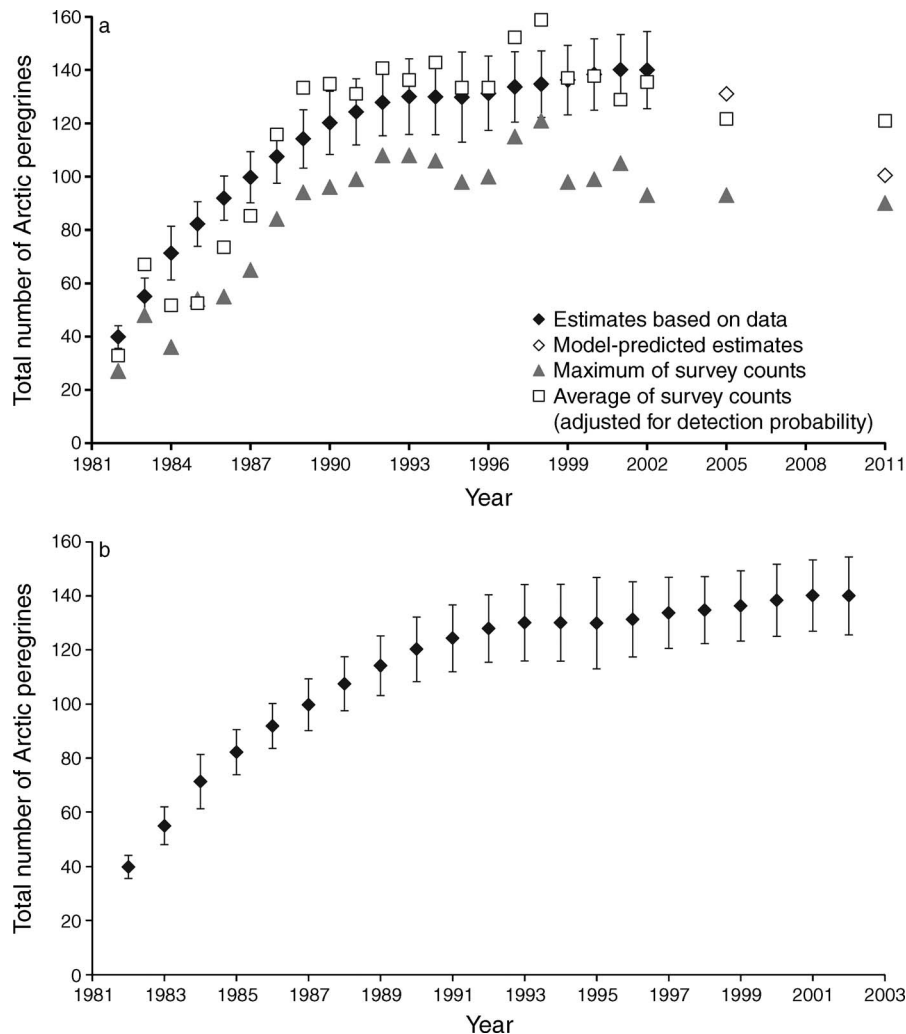 a
Total number of Arctic peregrines
160
140
120
100
80
60
40
20
0
Estimates based on data
Model-predicted estimates
Maximum of survey counts
Average of survey counts
(adjusted for detection probability)
1981 1984 1987 1990 1993 1996 1999 2002 2005 2008 2011
Year
b
Total number of Arctic peregrines
160
140
120
100
80
60
40
20
0
1981 1983 1985 1987 1989 1991 1993 1995 1997 1999 2001 2003
Year